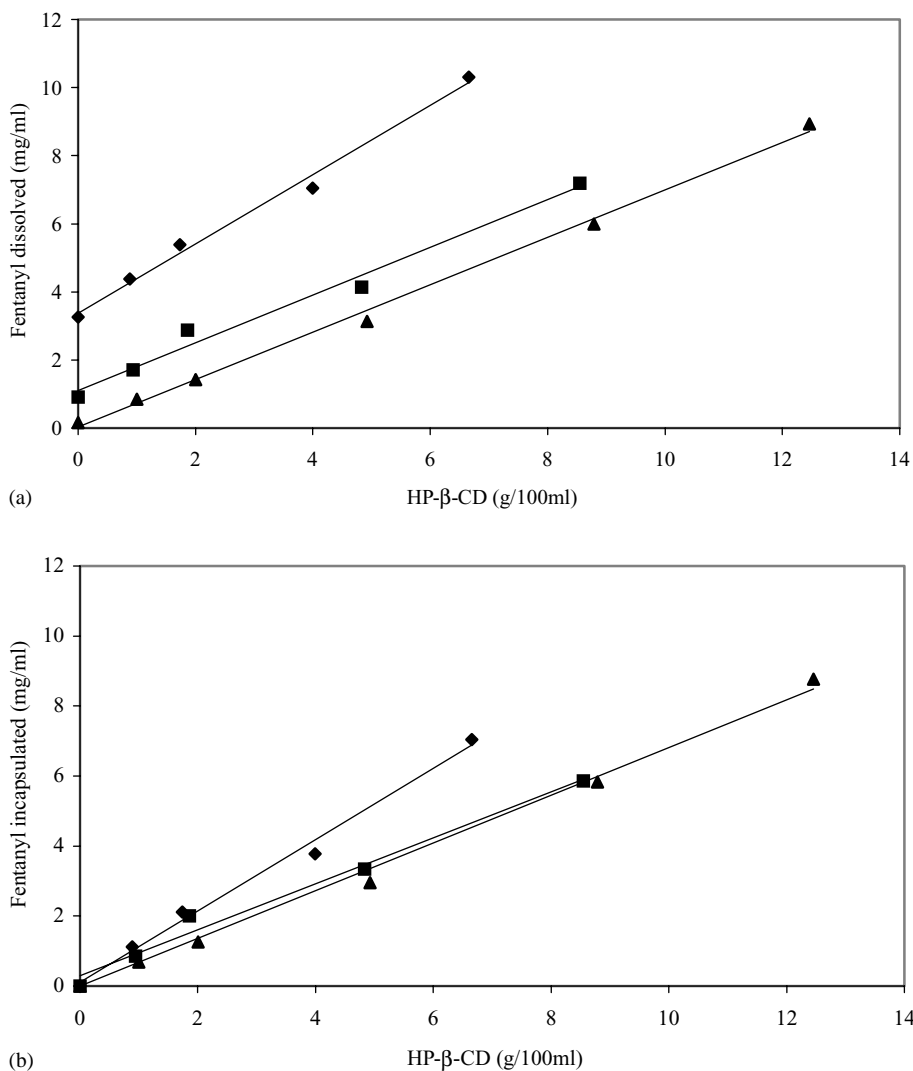 12
10
8
6
4
2
0
Fentanyl dissolved (mg/ml)
0 2 4 6 8 10 12 14
(a) HP-β-CD (g/100ml)
12
10
8
6
4
2
0
Fentanyl incapsulated (mg/ml)
0 2 4 6 8 10 12 14
(b) HP-β-CD (g/100ml)